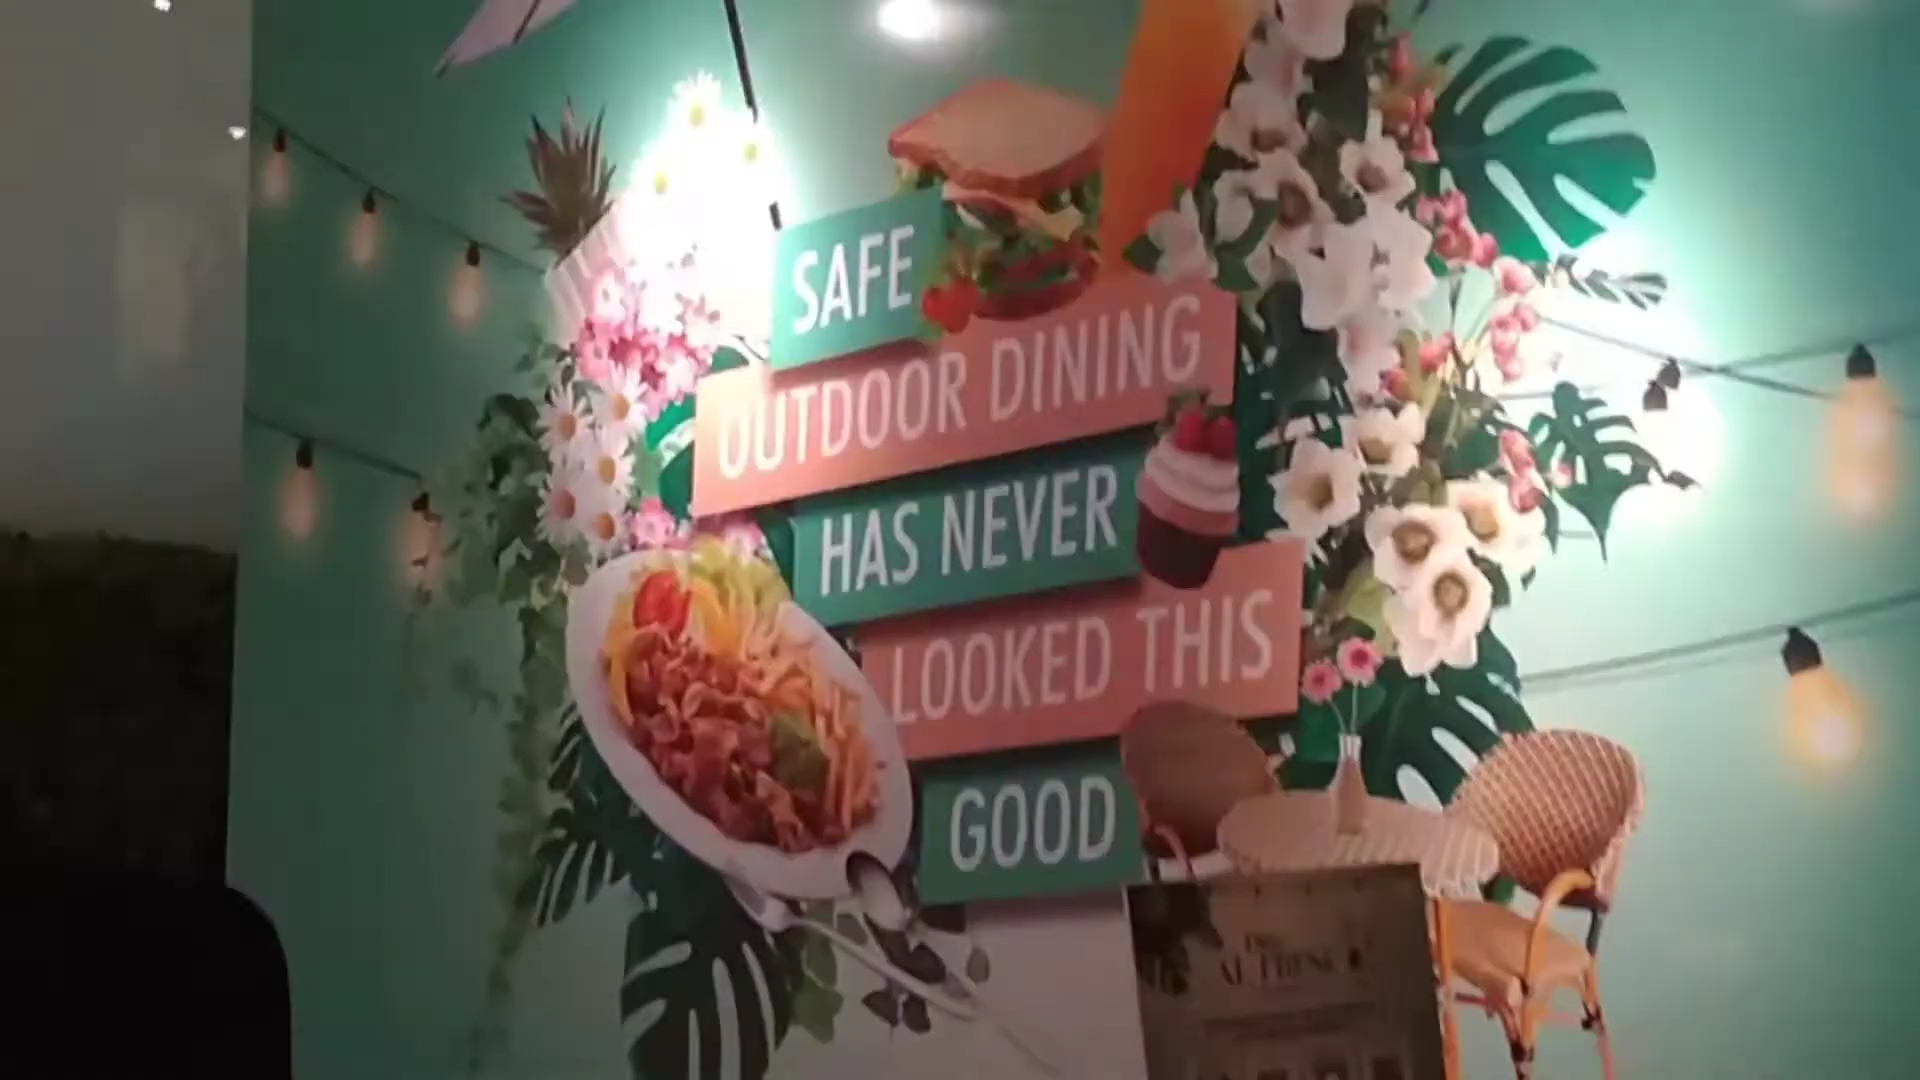 SAFE
OUTDOOR DINING
HAS NEVER
LOOKED THIS
GOOD